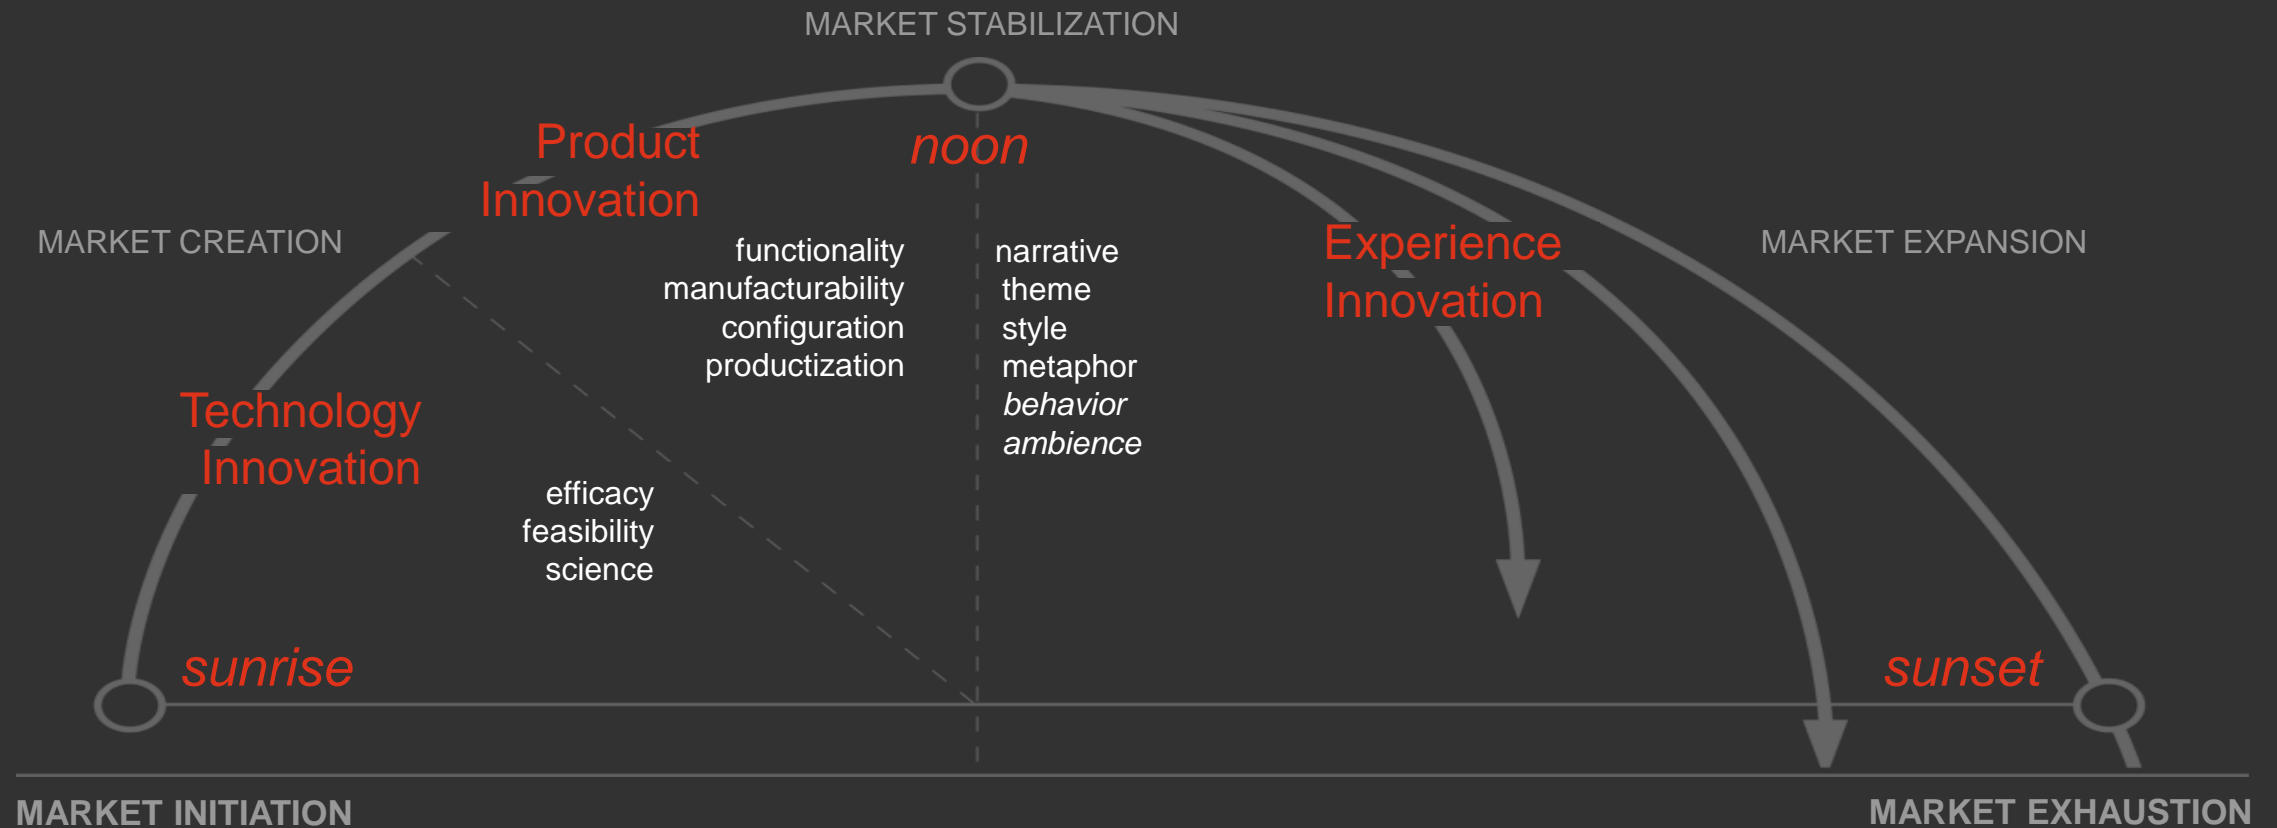 MARKET STABILIZATION
Product
Innovation
noon
MARKET CREATION
functionality
manufacturability
configuration
productization
narrative
theme
style
metaphor
behavior
ambience
Experience
Innovation
MARKET EXPANSION
Technology
Innovation
efficacy
feasibility
science
sunrise
sunset
MARKET INITIATION
MARKET EXHAUSTION